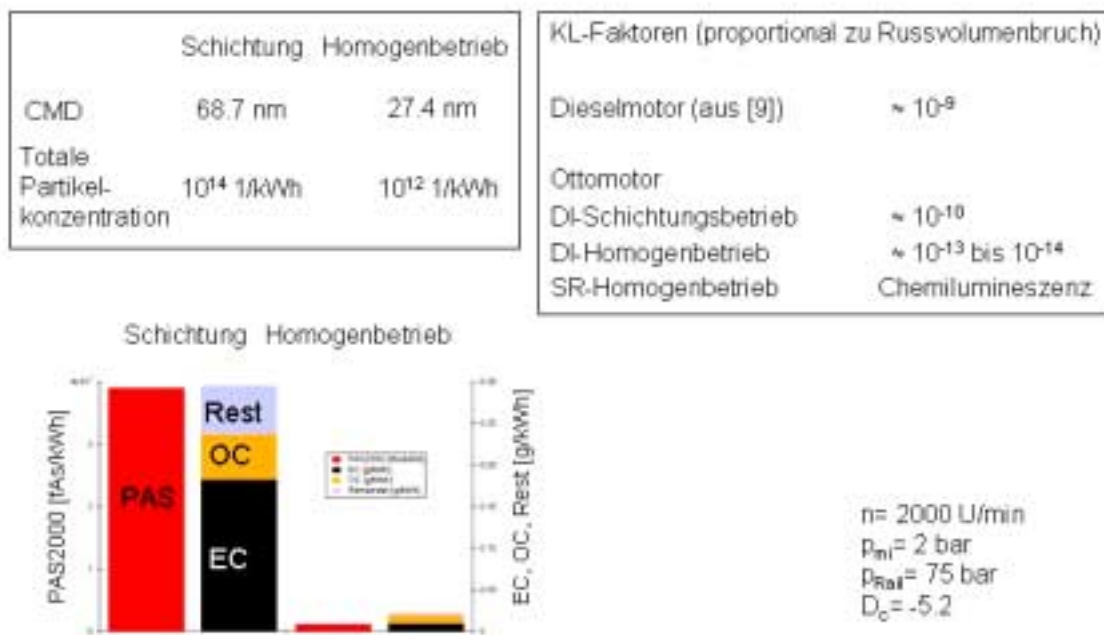 Schichtung Homogenbetrieb
CMD 68.7 nm 27.4 nm
Totale
Partikel- 10¹⁴ 1/kWh 10¹² 1/kWh
konzentration
KL-Faktoren (proportional zu Russvolumenbruch)
Dieselmotor (aus [9]) ≈ 10⁻⁹
Ottomotor
DI-Schichtungsbetrieb ≈ 10⁻¹⁰
DI-Homogenbetrieb ≈ 10⁻¹³ bis 10⁻¹⁴
SR-Homogenbetrieb Chemilumineszenz
Schichtung Homogenbetrieb
PAS2000 [fAs/kWh]
PAS
Rest
OC
EC
EC, OC, Rest [g/kWh]
n= 2000 U/min
pmi= 2 bar
pRail= 75 bar
Dc= -5.2